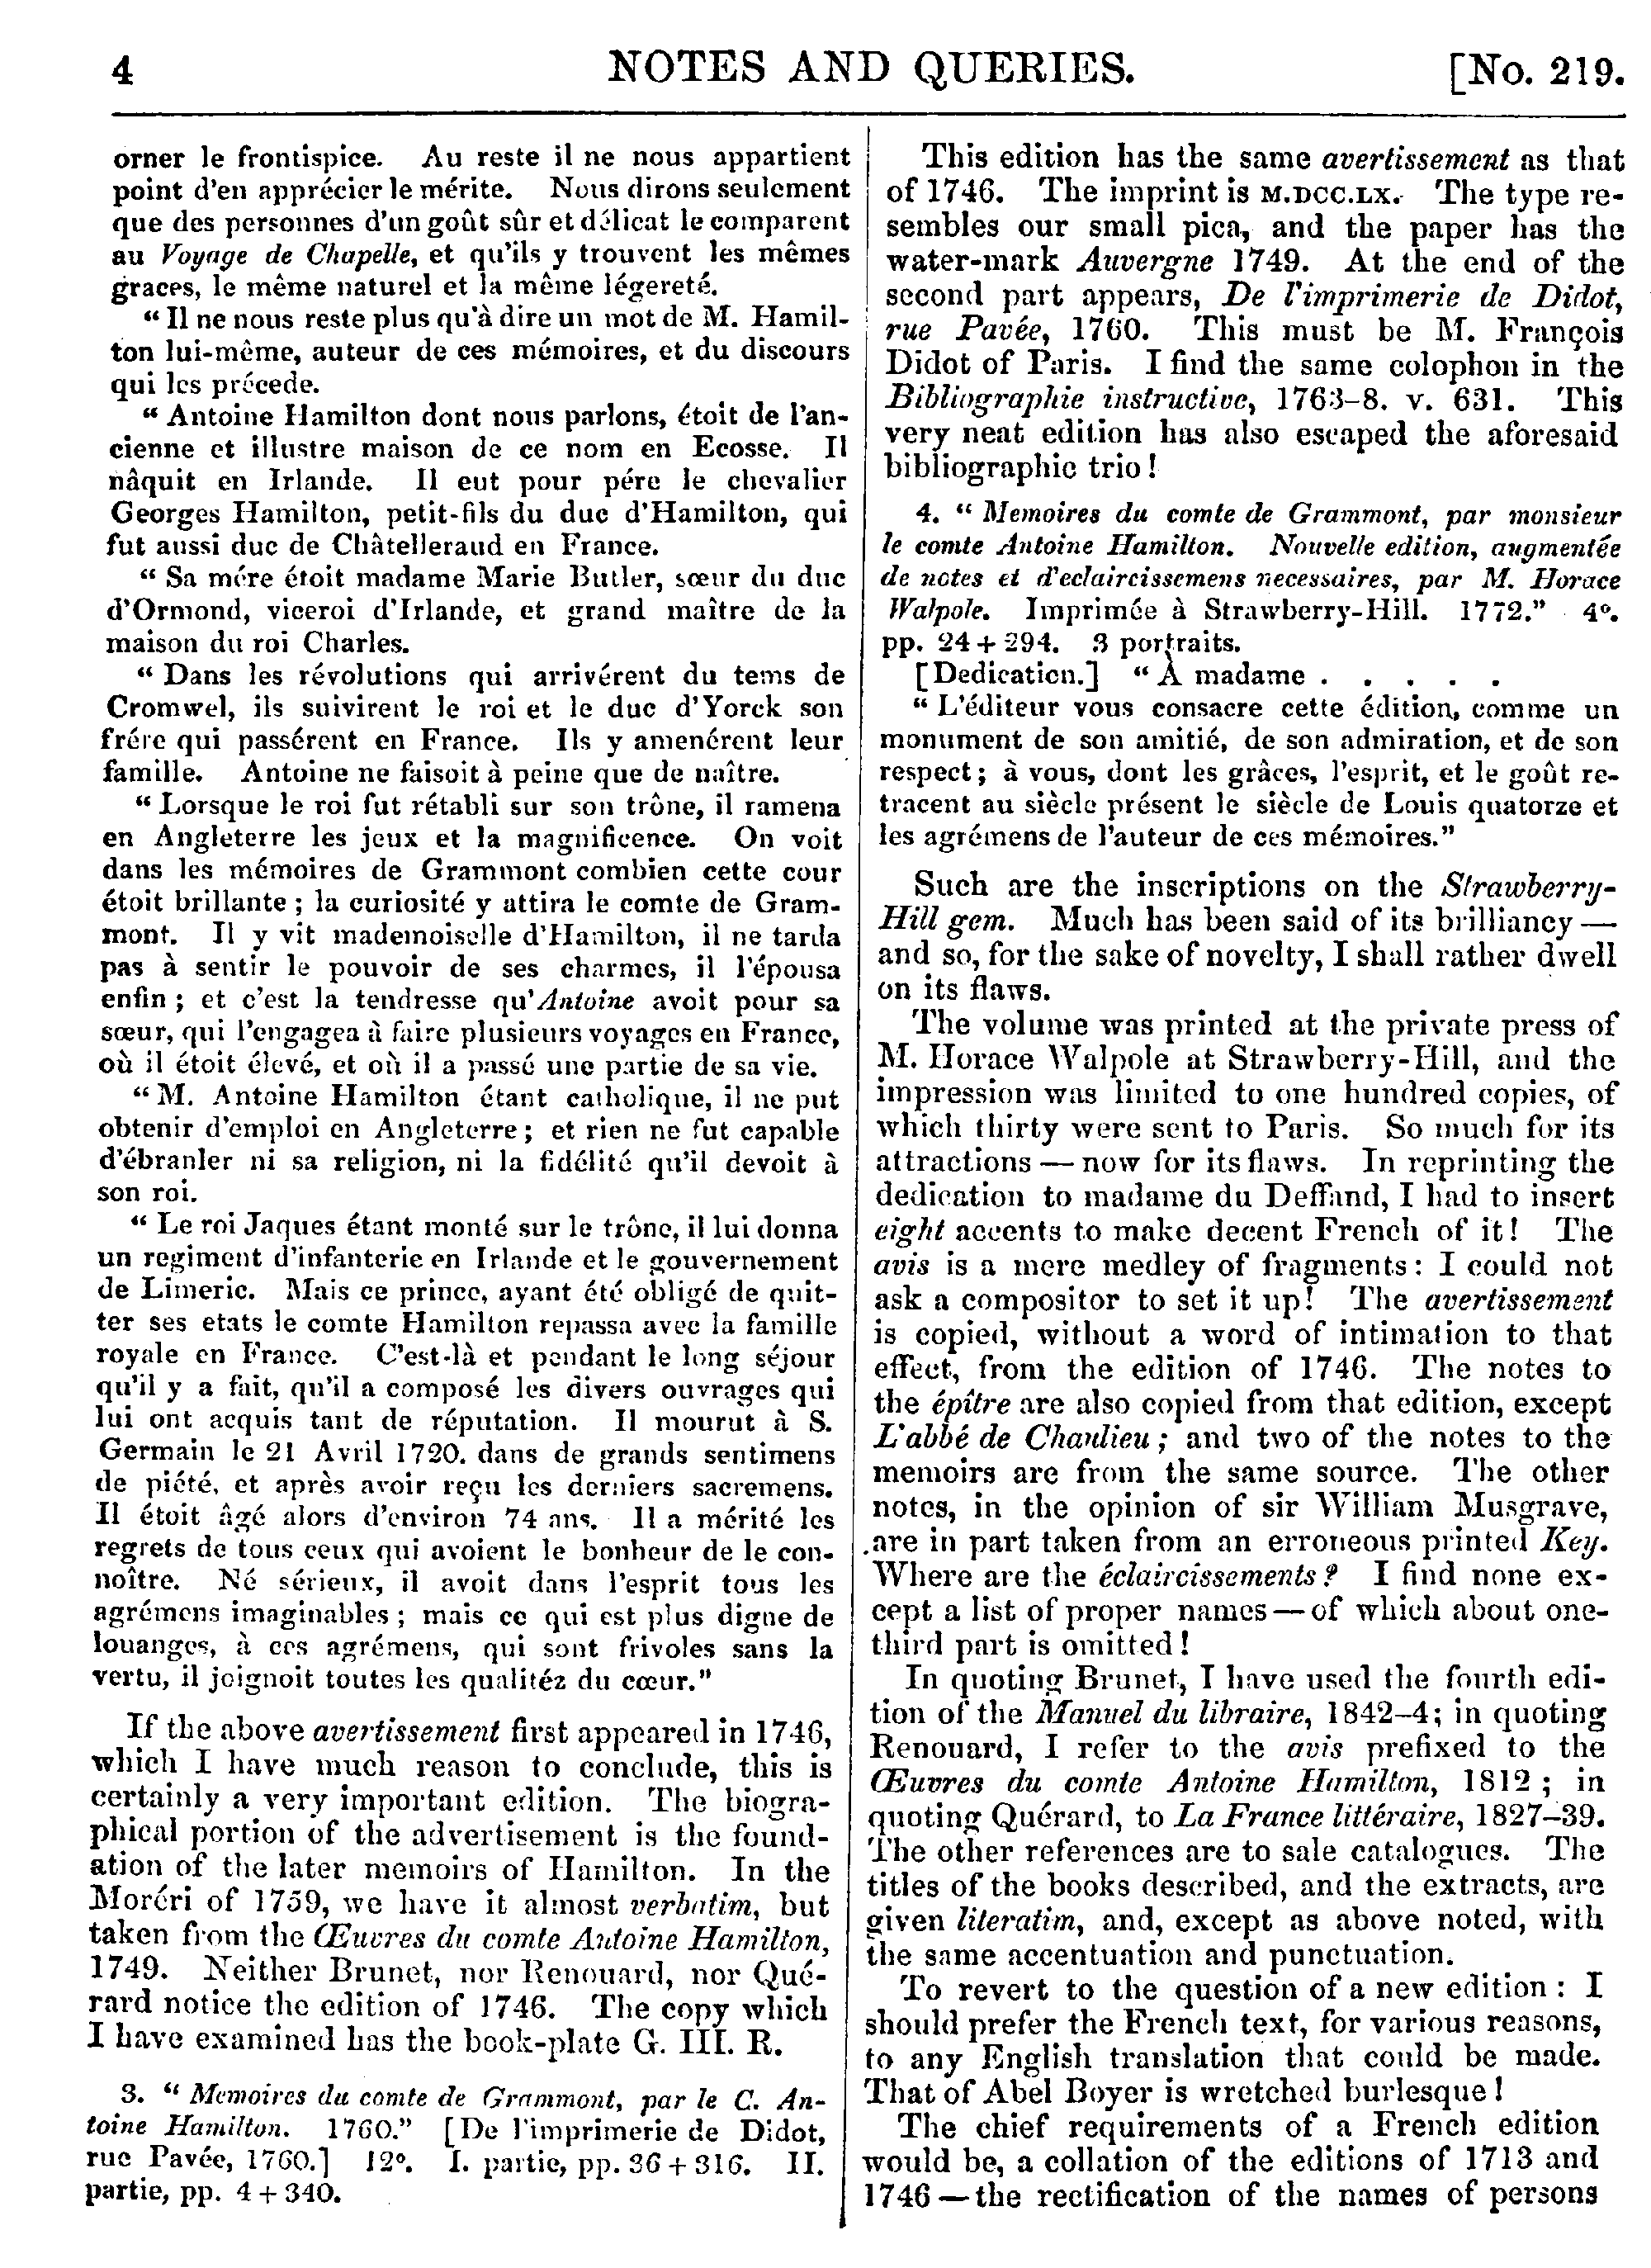 4 NOTES AND QUERIES. [No. 219.
orner le frontispice. Au reste il ne nous appartient
point d'en apprécier le mérite. Nous dirons seulement
que des personnes d'un goût sûr et délicat le comparent
au Voyage de Chapelle, et qu'ils y trouvent les mêmes
graces, le même naturel et la même légereté.
“ Il ne nous reste plus qu'à dire un mot de M. Hamil-
ton lui-même, auteur de ces mémoires, et du discours
qui les précede.
“ Antoine Hamilton dont nous parlons, étoit de l'an-
cienne et illustre maison de ce nom en Ecosse. Il
nâquit en Irlande. Il eut pour pére le chevalier
Georges Hamilton, petit-fils du duc d'Hamilton, qui
fut aussi duc de Châtelleraud en France.
“ Sa mére étoit madame Marie Butler, sœur du duc
d'Ormond, viceroi d'Irlande, et grand maître de la
maison du roi Charles.
“ Dans les révolutions qui arrivérent du tems de
Cromwel, ils suivirent le roi et le duc d'Yorck son
frére qui passérent en France. Ils y amenérent leur
famille. Antoine ne faisoit à peine que de naître.
“ Lorsque le roi fut rétabli sur son trône, il ramena
en Angleterre les jeux et la magnificence. On voit
dans les mémoires de Grammont combien cette cour
étoit brillante ; la curiosité y attira le comte de Gram-
mont. Il y vit mademoiselle d'Hamilton, il ne tarda
pas à sentir le pouvoir de ses charmes, il l'épousa
enfin ; et c'est la tendresse qu'Antoine avoit pour sa
sœur, qui l'engagea à faire plusieurs voyages en France,
où il étoit élevé, et où il a passé une partie de sa vie.
“ M. Antoine Hamilton étant catholique, il ne put
obtenir d'emploi en Angleterre ; et rien ne fut capable
d'ébranler ni sa religion, ni la fidélité qu'il devoit à
son roi.
“ Le roi Jaques étant monté sur le trône, il lui donna
un regiment d'infanterie en Irlande et le gouvernement
de Limeric. Mais ce prince, ayant été obligé de quit-
ter ses etats le comte Hamilton repassa avec la famille
royale en France. C'est-là et pendant le long séjour
qu'il y a fait, qu'il a composé les divers ouvrages qui
lui ont acquis tant de réputation. Il mourut à S.
Germain le 21 Avril 1720. dans de grands sentimens
de piété, et après avoir reçu les derniers sacremens.
Il étoit âgé alors d'environ 74 ans. Il a mérité les
regrets de tous ceux qui avoient le bonheur de le con-
noître. Né sérieux, il avoit dans l'esprit tous les
agrémens imaginables ; mais ce qui est plus digne de
louanges, à ces agrémens, qui sont frivoles sans la
vertu, il joignoit toutes les qualitéz du cœur.”
If the above avertissement first appeared in 1746,
which I have much reason to conclude, this is
certainly a very important edition. The biogra-
phical portion of the advertisement is the found-
ation of the later memoirs of Hamilton. In the
Moréri of 1759, we have it almost verbatim, but
taken from the Œuvres du comte Antoine Hamilton,
1749. Neither Brunet, nor Renouard, nor Qué-
rard notice the edition of 1746. The copy which
I have examined has the book-plate G. III. R.
3. “ Memoires du comte de Grammont, par le C. An-
toine Hamilton. 1760.” [De l'imprimerie de Didot,
rue Pavée, 1760.] 12o. I. partie, pp. 36 + 316. II.
partie, pp. 4 + 340.
This edition has the same avertissement as that
of 1746. The imprint is M.DCC.LX. The type re-
sembles our small pica, and the paper has the
water-mark Auvergne 1749. At the end of the
second part appears, De l'imprimerie de Didot,
rue Pavée, 1760. This must be M. François
Didot of Paris. I find the same colophon in the
Bibliographie instructive, 1763–8. v. 631. This
very neat edition has also escaped the aforesaid
bibliographic trio !
4. “ Memoires du comte de Grammont, par monsieur
le comte Antoine Hamilton. Nouvelle edition, augmentée
de notes et d'eclaircissemens necessaires, par M. Horace
Walpole. Imprimée à Strawberry-Hill. 1772.” 4o.
pp. 24 + 294. 3 portraits.
[Dedication.] “ À madame . . . . .
“ L'éditeur vous consacre cette édition, comme un
monument de son amitié, de son admiration, et de son
respect ; à vous, dont les grâces, l'esprit, et le goût re-
tracent au siècle présent le siècle de Louis quatorze et
les agrémens de l'auteur de ces mémoires.”
Such are the inscriptions on the Strawberry-
Hill gem. Much has been said of its brilliancy —
and so, for the sake of novelty, I shall rather dwell
on its flaws.
The volume was printed at the private press of
M. Horace Walpole at Strawberry-Hill, and the
impression was limited to one hundred copies, of
which thirty were sent to Paris. So much for its
attractions — now for its flaws. In reprinting the
dedication to madame du Deffand, I had to insert
eight accents to make decent French of it ! The
avis is a mere medley of fragments : I could not
ask a compositor to set it up ! The avertissement
is copied, without a word of intimation to that
effect, from the edition of 1746. The notes to
the épître are also copied from that edition, except
L'abbé de Chaulieu ; and two of the notes to the
memoirs are from the same source. The other
notes, in the opinion of sir William Musgrave,
are in part taken from an erroneous printed Key.
Where are the éclaircissements ? I find none ex-
cept a list of proper names — of which about one-
third part is omitted !
In quoting Brunet, I have used the fourth edi-
tion of the Manuel du libraire, 1842–4; in quoting
Renouard, I refer to the avis prefixed to the
Œuvres du comte Antoine Hamilton, 1812 ; in
quoting Quérard, to La France littéraire, 1827–39.
The other references are to sale catalogues. The
titles of the books described, and the extracts, are
given literatim, and, except as above noted, with
the same accentuation and punctuation.
To revert to the question of a new edition : I
should prefer the French text, for various reasons,
to any English translation that could be made.
That of Abel Boyer is wretched burlesque !
The chief requirements of a French edition
would be, a collation of the editions of 1713 and
1746 — the rectification of the names of persons